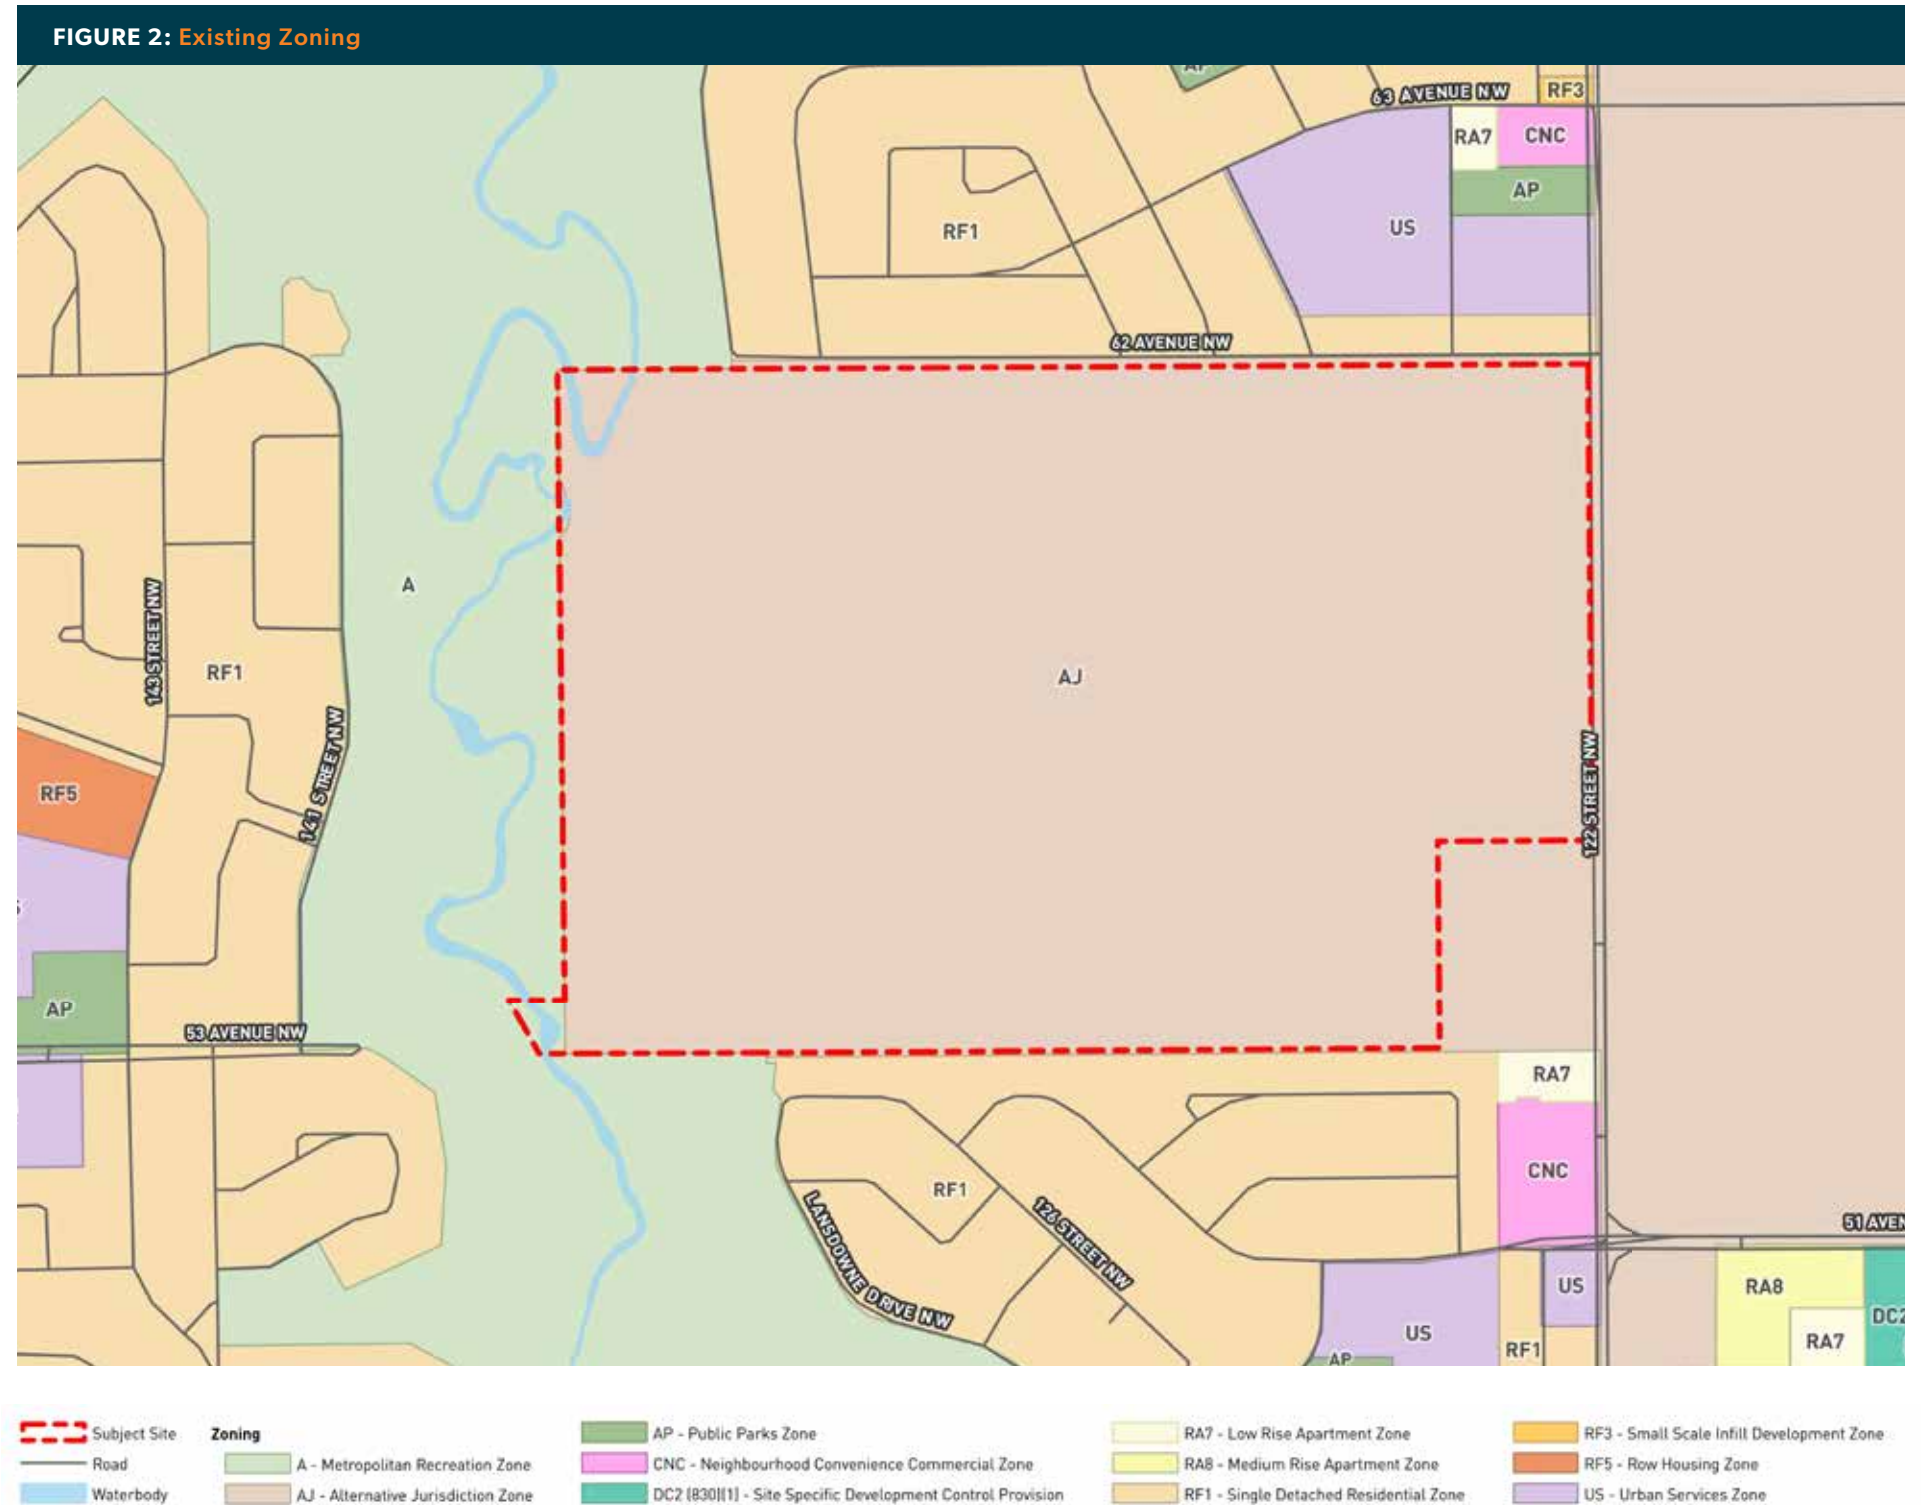 FIGURE 2: Existing Zoning
AP
63 AVENUE NW
RF3
RA7
CNC
AP
US
RF1
62 AVENUE NW
A
143 STREET NW
RF1
AJ
141 STREET NW
122 STREET NW
RF5
AP
53 AVENUE NW
RA7
CNC
RF1
126 STREET NW
LANSDOWNE DRIVE NW
51 AVEN
US
RA8
DC2
US
RF1
RA7
AP
Subject Site
Road
Waterbody
Zoning
A - Metropolitan Recreation Zone
AJ - Alternative Jurisdiction Zone
AP - Public Parks Zone
CNC - Neighbourhood Convenience Commercial Zone
DC2 (830)(1) - Site Specific Development Control Provision
RA7 - Low Rise Apartment Zone
RA8 - Medium Rise Apartment Zone
RF1 - Single Detached Residential Zone
RF3 - Small Scale Infill Development Zone
RF5 - Row Housing Zone
US - Urban Services Zone